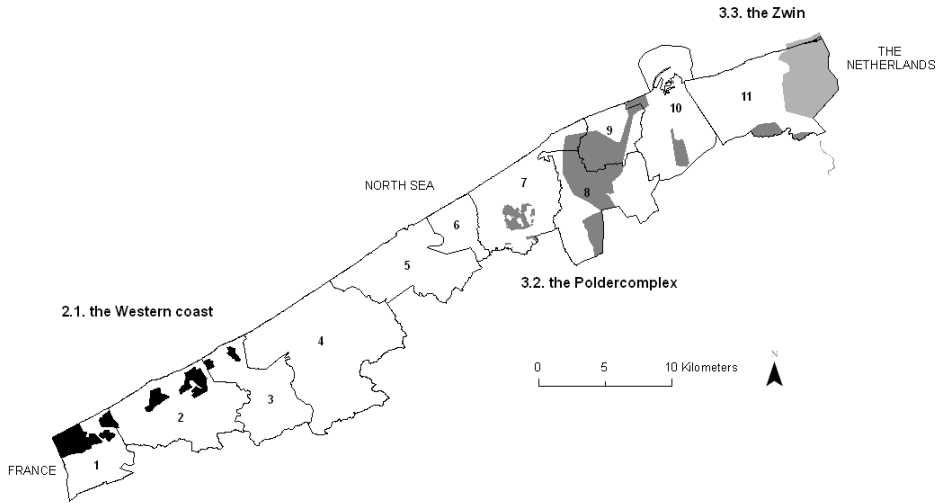 3.3. the Zwin
THE
NETHERLANDS
11
10
9
NORTH SEA
7
8
6
5
3.2. the Poldercomplex
2.1. the Western coast
4
N
0 5 10 Kilometers
3
2
1
FRANCE